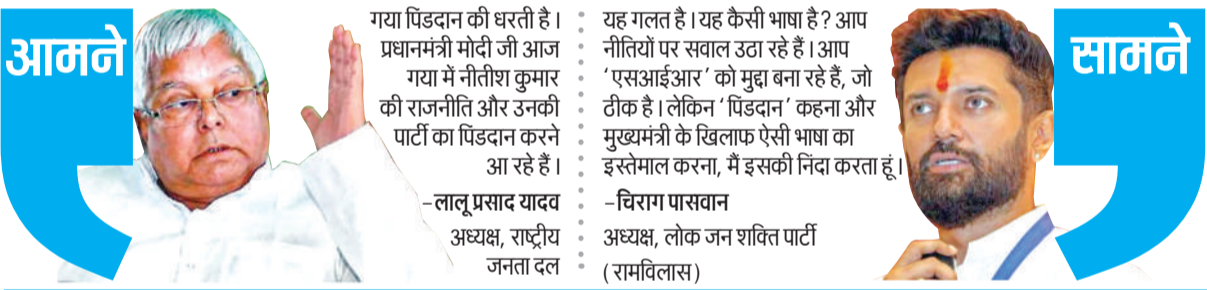 आमने
गया पिंडदान की धरती है।
प्रधानमंत्री मोदी जी आज
गया में नीतीश कुमार
की राजनीति और उनकी
पार्टी का पिंडदान करने
आ रहे हैं।
–लालू प्रसाद यादव
अध्यक्ष, राष्ट्रीय
जनता दल
यह गलत है। यह कैसी भाषा है? आप
नीतियों पर सवाल उठा रहे हैं। आप
‘एसआईआर’ को मुद्दा बना रहे हैं, जो
ठीक है। लेकिन ‘पिंडदान’ कहना और
मुख्यमंत्री के खिलाफ ऐसी भाषा का
इस्तेमाल करना, मैं इसकी निंदा करता हूं।
–चिराग पासवान
अध्यक्ष, लोक जन शक्ति पार्टी
(रामविलास)
सामने